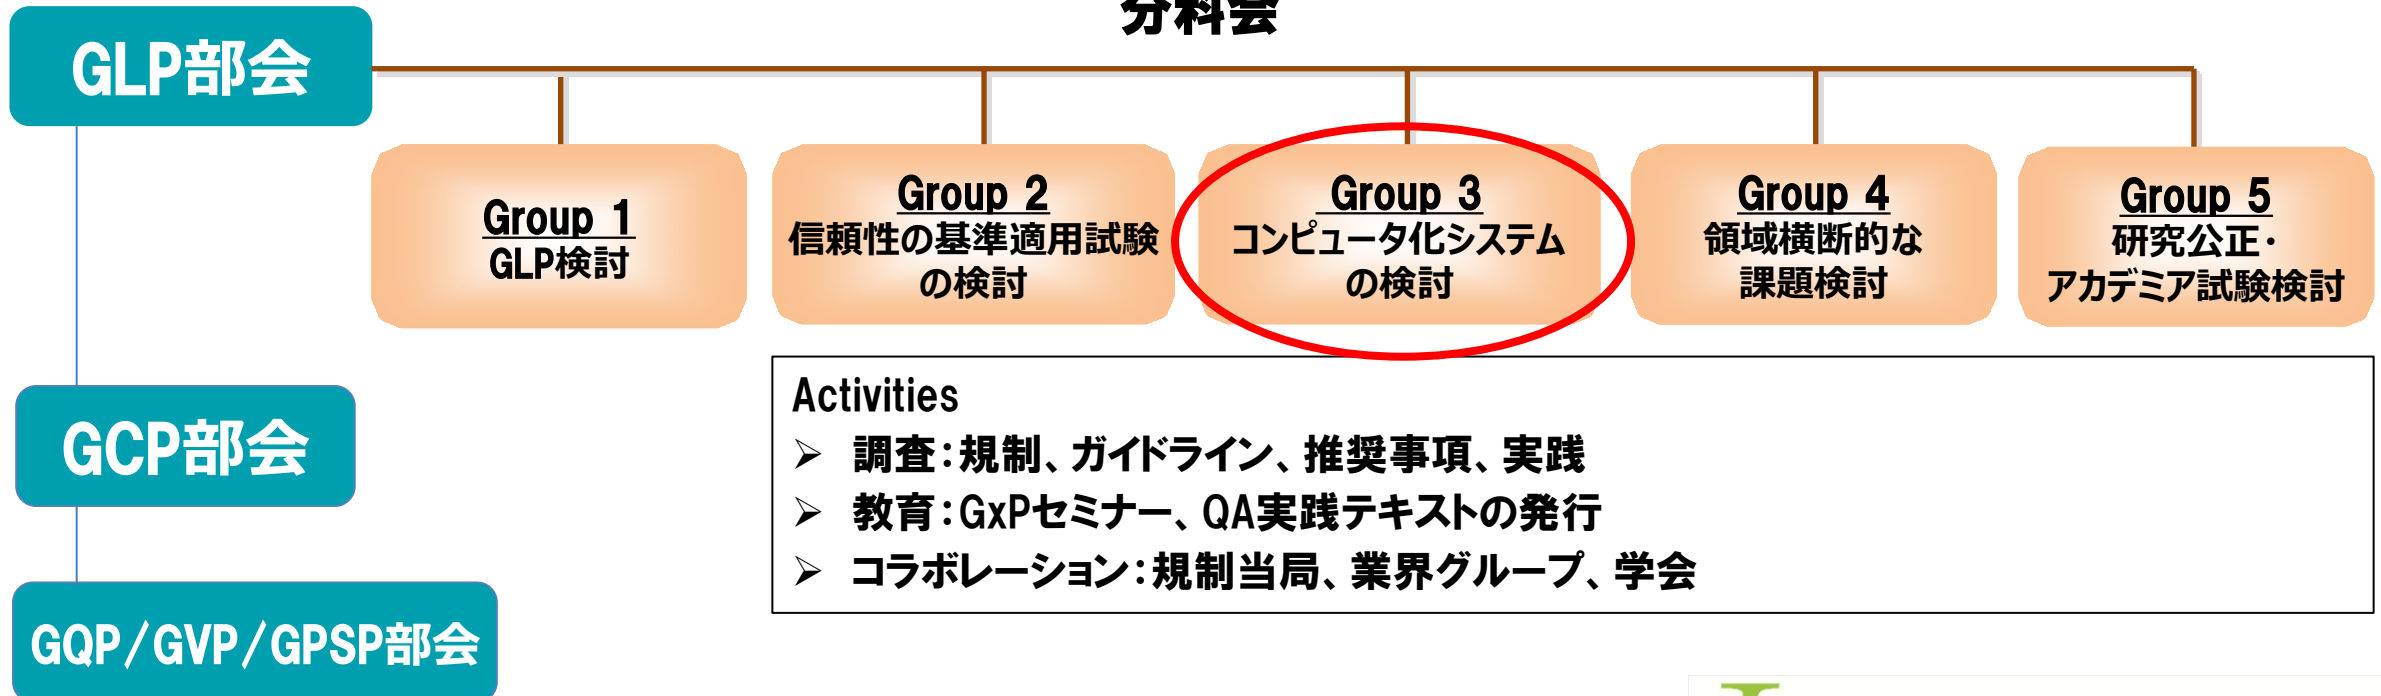 分科会
GLP部会
Group 1
GLP検討
Group 2
信頼性の基準適用試験
の検討
Group 3
コンピュータ化システム
の検討
Group 4
領域横断的な
課題検討
Group 5
研究公正・
アカデミア試験検討
GCP部会
GQP/GVP/GPSP部会
Activities
➢ 調査：規制、ガイドライン、推奨事項、実践
➢ 教育：GxPセミナー、QA実践テキストの発行
➢ コラボレーション：規制当局、業界グループ、学会